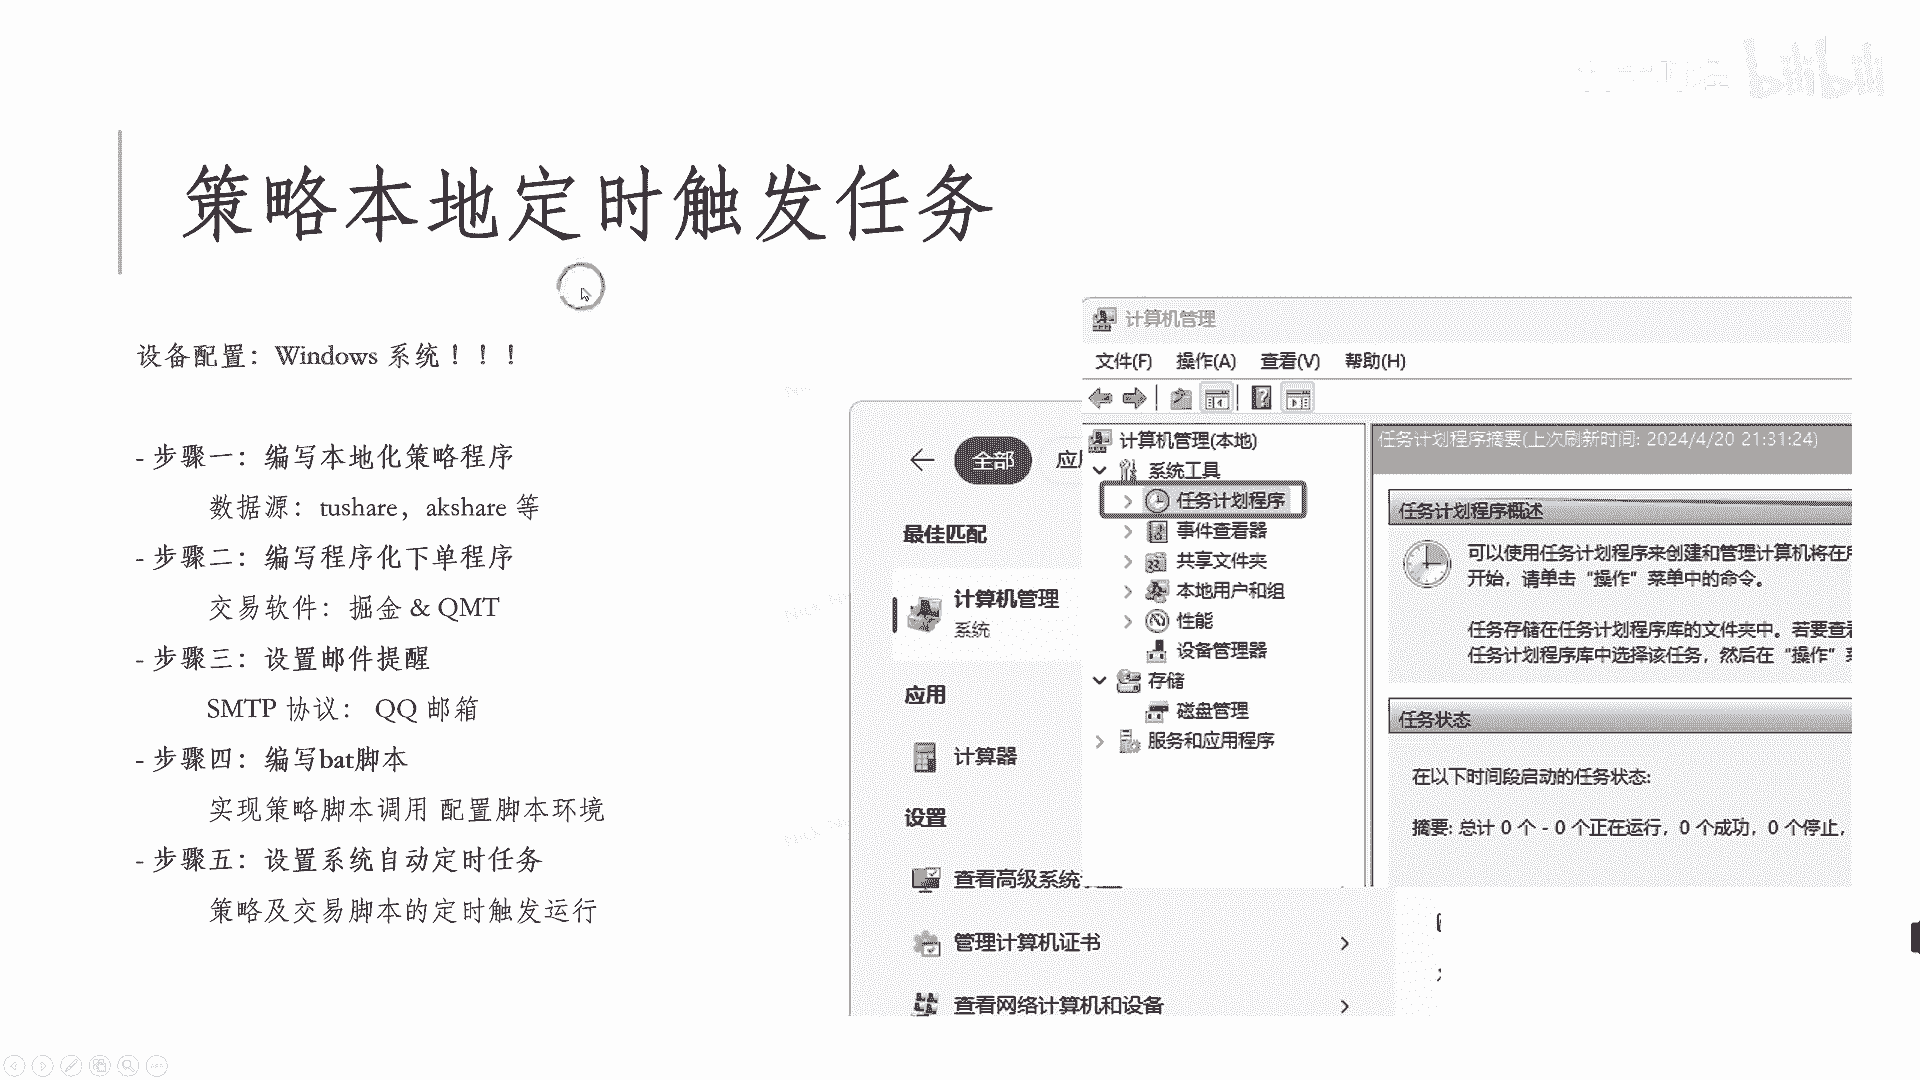 bilibili
策略本地定时触发任务
设备配置：Windows 系统！！！
- 步骤一：编写本地化策略程序
数据源：tushare，akshare 等
- 步骤二：编写程序化下单程序
交易软件：掘金 & QMT
- 步骤三：设置邮件提醒
SMTP 协议： QQ 邮箱
- 步骤四：编写bat脚本
实现策略脚本调用 配置脚本环境
- 步骤五：设置系统自动定时任务
策略及交易脚本的定时触发运行
全部
最佳匹配
计算机管理
系统
应用
计算器
设置
查看高级系统
管理计算机证书
查看网络计算机和设备
计算机管理
文件(F) 操作(A) 查看(V) 帮助(H)
计算机管理(本地)
系统工具
任务计划程序
事件查看器
共享文件夹
本地用户和组
性能
设备管理器
存储
磁盘管理
服务和应用程序
任务计划程序摘要(上次刷新时间: 2024/4/20 21:31:24)
任务计划程序概述
可以使用任务计划程序来创建和管理计算机将在
开始，请单击“操作”菜单中的命令。
任务存储在任务计划程序库的文件夹中。若要查
任务计划程序库中选择该任务，然后在“操作”
任务状态
在以下时间段启动的任务状态:
摘要: 总计 0 个 - 0 个正在运行，0 个成功，0 个停止，